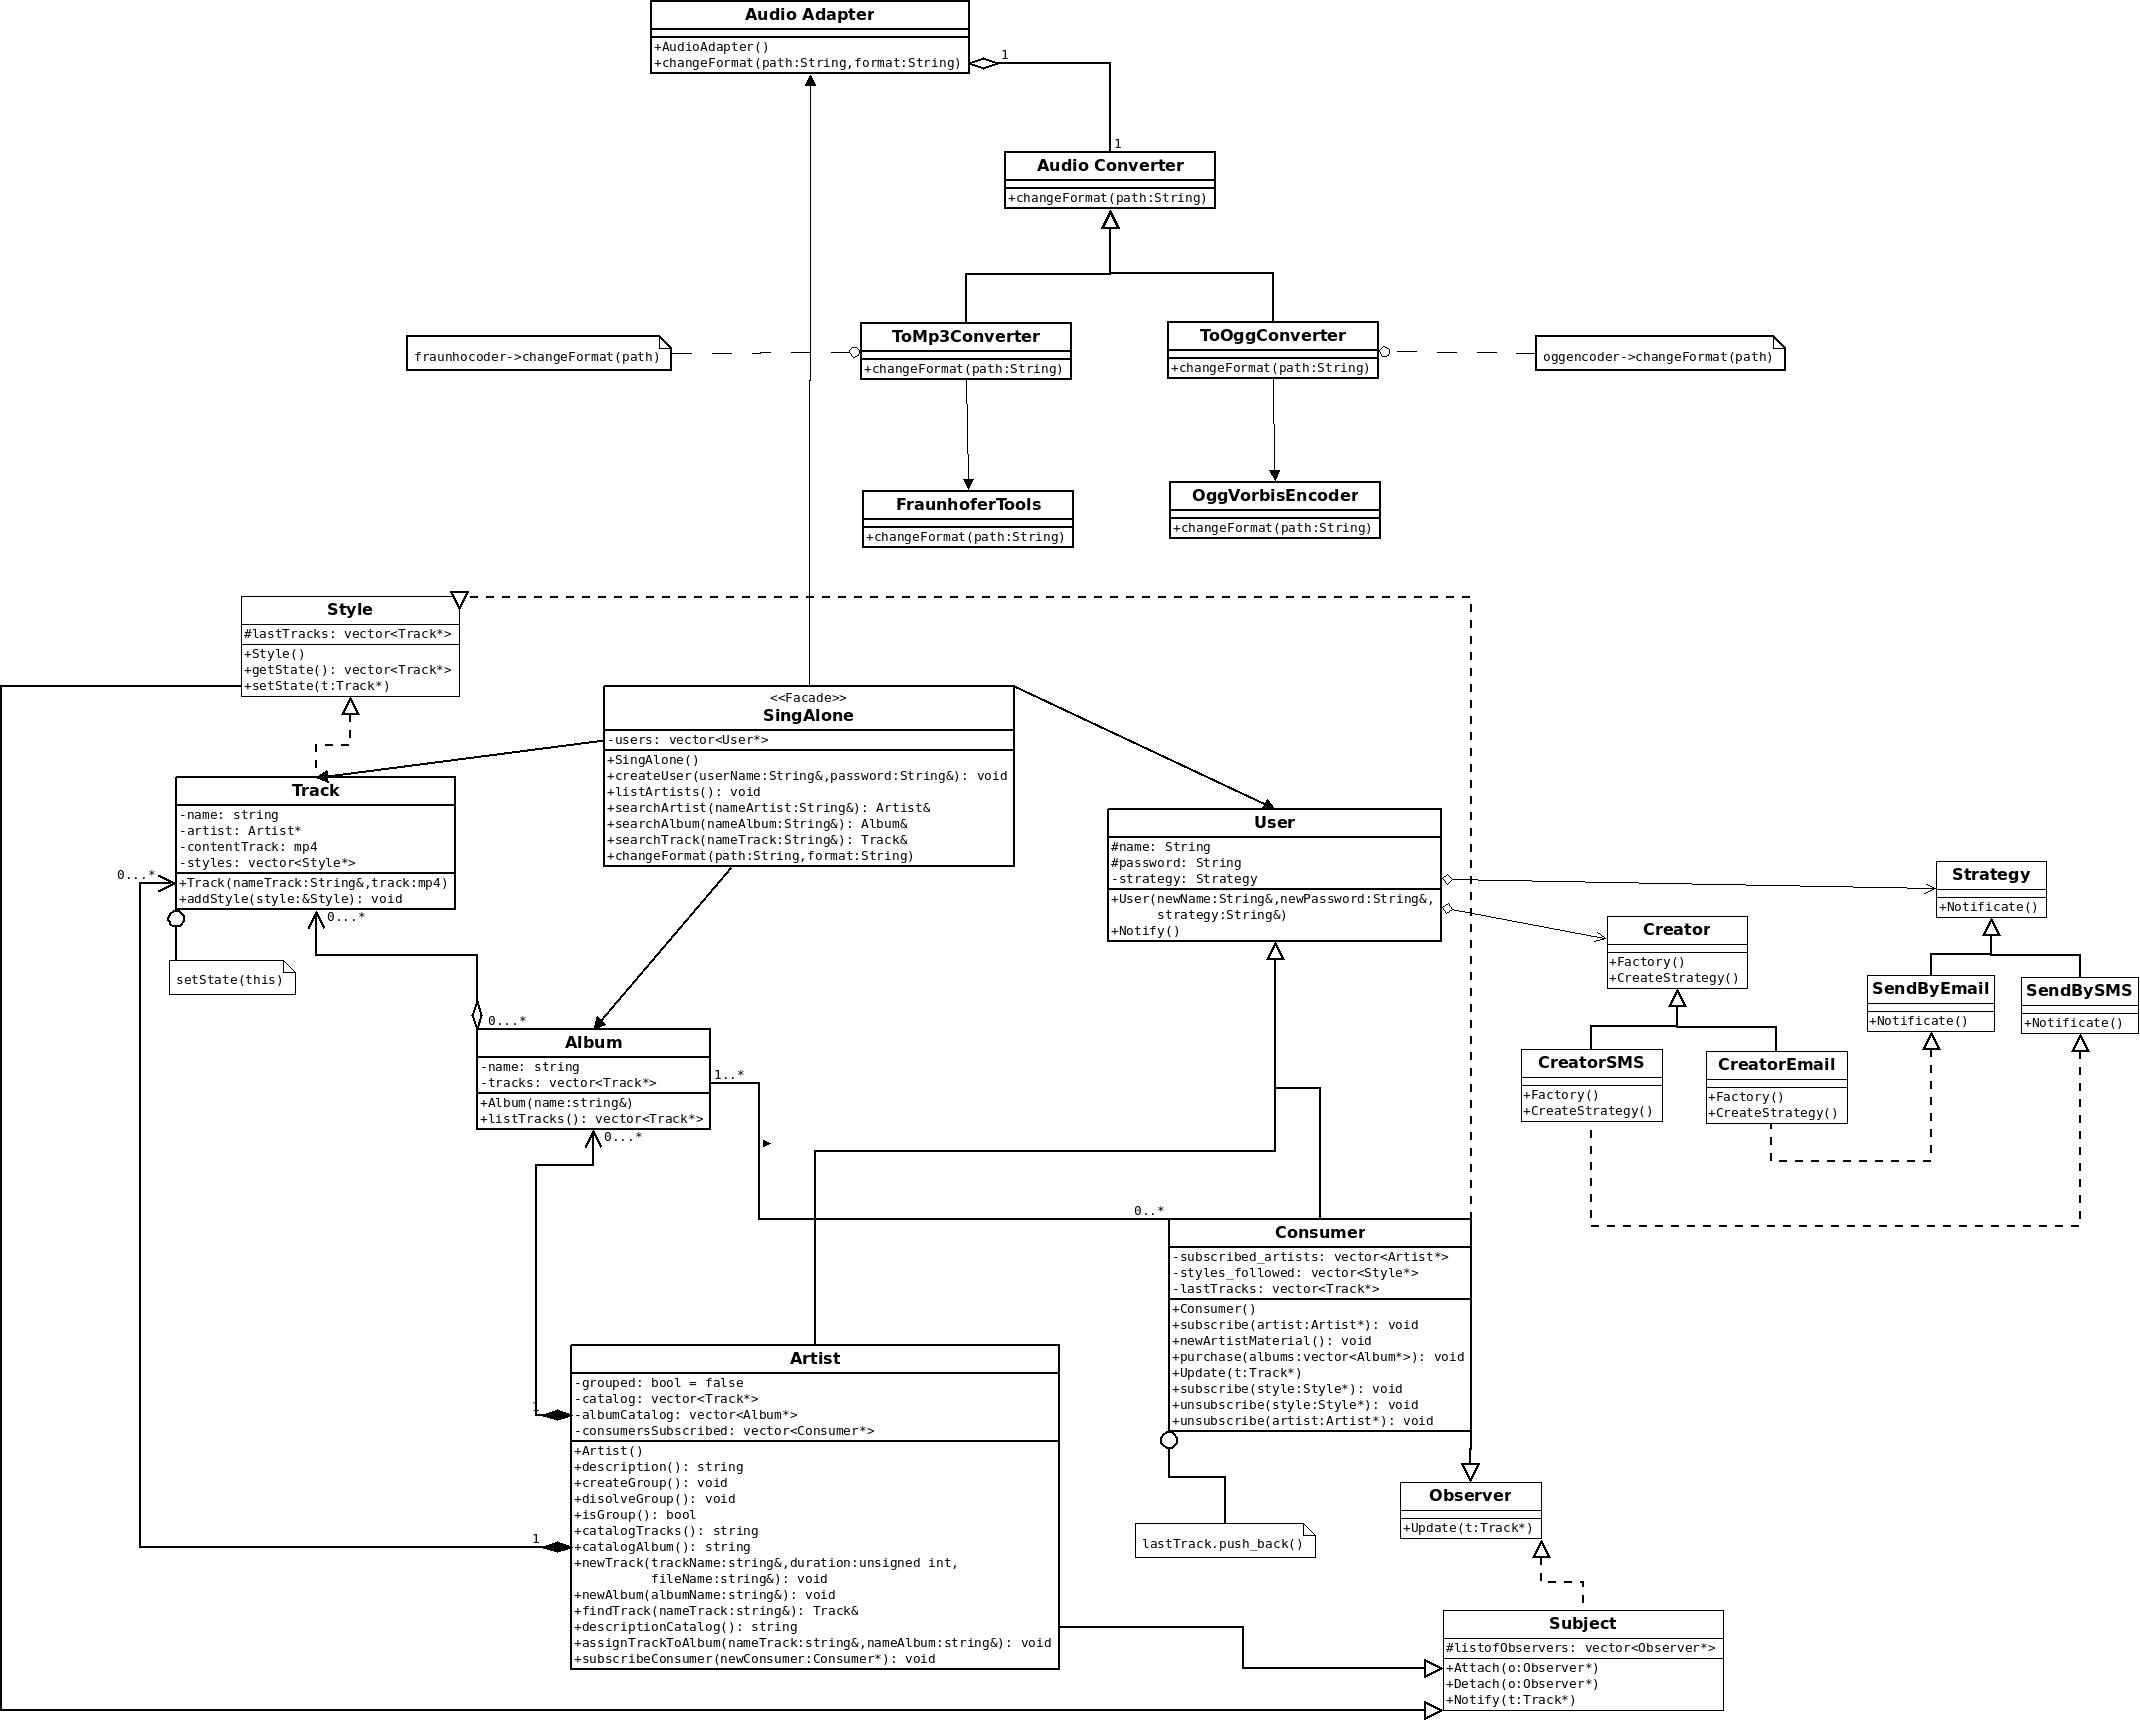 Audio Adapter
+AudioAdapter()
+changeFormat(path:String,format:String)
1
1
Audio Converter
+changeFormat(path:String)
fraunhocoder->changeFormat(path)
ToMp3Converter
+changeFormat(path:String)
ToOggConverter
+changeFormat(path:String)
oggencoder->changeFormat(path)
FraunhoferTools
+changeFormat(path:String)
OggVorbisEncoder
+changeFormat(path:String)
Style
#lastTracks: vector<Track*>
+Style()
+getState(): vector<Track*>
+setState(t:Track*)
<<Facade>>
SingAlone
-users: vector<User*>
+SingAlone()
+createUser(userName:String&,password:String&): void
+listArtists(): void
+searchArtist(nameArtist:String&): Artist&
+searchAlbum(nameAlbum:String&): Album&
+searchTrack(nameTrack:String&): Track&
+changeFormat(path:String,format:String)
Track
-name: string
-artist: Artist*
-contentTrack: mp4
-styles: vector<Style*>
+Track(nameTrack:String&,track:mp4)
+addStyle(style:&Style): void
0...*
0...*
setState(this)
User
#name: String
#password: String
-strategy: Strategy
+User(newName:String&,newPassword:String&,
strategy:String&)
+Notify()
Strategy
+Notificate()
Creator
+Factory()
+CreateStrategy()
SendByEmail
+Notificate()
SendBySMS
+Notificate()
CreatorSMS
+Factory()
+CreateStrategy()
CreatorEmail
+Factory()
+CreateStrategy()
0...*
Album
-name: string
-tracks: vector<Track*>
+Album(name:string&)
+listTracks(): vector<Track*>
1..*
0...*
0..*
Consumer
-subscribed_artists: vector<Artist*>
-styles_followed: vector<Style*>
-lastTracks: vector<Track*>
+Consumer()
+subscribe(artist:Artist*): void
+newArtistMaterial(): void
+purchase(albums:vector<Album*>): void
+Update(t:Track*)
+subscribe(style:Style*): void
+unsubscribe(style:Style*): void
+unsubscribe(artist:Artist*): void
lastTrack.push_back()
Artist
-grouped: bool = false
-catalog: vector<Track*>
-albumCatalog: vector<Album*>
-consumersSubscribed: vector<Consumer*>
+Artist()
+description(): string
+createGroup(): void
+disolveGroup(): void
+isGroup(): bool
+catalogTracks(): string
+catalogAlbum(): string
+newTrack(trackName:string&,duration:unsigned int,
fileName:string&): void
+newAlbum(albumName:string&): void
+findTrack(nameTrack:string&): Track&
+descriptionCatalog(): string
+assignTrackToAlbum(nameTrack:string&,nameAlbum:string&): void
+subscribeConsumer(newConsumer:Consumer*): void
1
1
Observer
+Update(t:Track*)
Subject
#listofObservers: vector<Observer*>
+Attach(o:Observer*)
+Detach(o:Observer*)
+Notify(t:Track*)